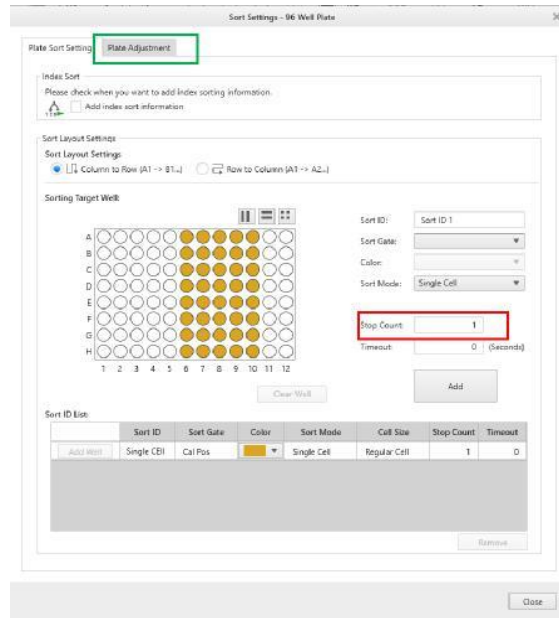 Sort Settings - 96 Well Plate
Plate Sort Setting Plate Adjustment
Index Sort
Please check when you want to add index sorting information.
Add index sort information
Sort Layout Settings
Sort Layout Settings
Column to Row (A1 -> B1...) Row to Column (A1 -> A2...)
Sorting Target Well:
Sort ID: Sort ID 1
A
Sort Gate:
B
C
Color:
D
Sort Mode: Single Cell
E
F
Stop Count: 1
G
H
Timeout: 0 (Seconds)
1 2 3 4 5 6 7 8 9 10 11 12
Clear Well
Add
Sort ID List:
Sort ID Sort Gate Color Sort Mode Cell Size Stop Count Timeout
Add Well Single CEll Cal Pos Single Cell Regular Cell 1 0
Remove
Close